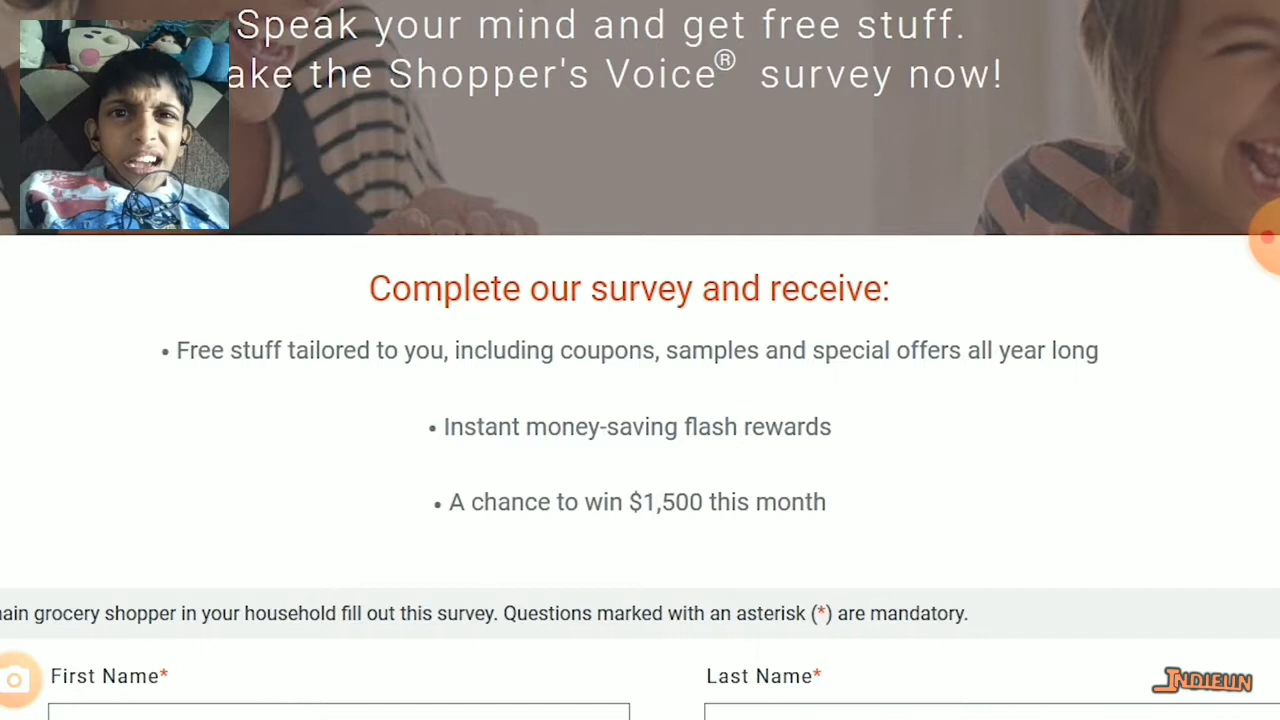 Speak your mind and get free stuff.
ake the Shopper's Voice® survey now!
Complete our survey and receive:
• Free stuff tailored to you, including coupons, samples and special offers all year long
• Instant money-saving flash rewards
• A chance to win $1,500 this month
ain grocery shopper in your household fill out this survey. Questions marked with an asterisk (*) are mandatory.
First Name*
Last Name*
INDIELIN